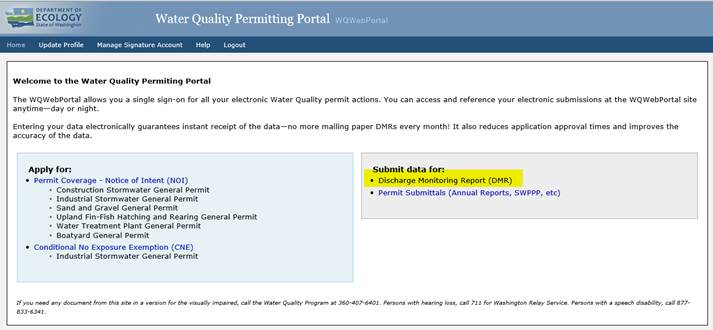 DEPARTMENT OF
ECOLOGY
State of Washington
Water Quality Permitting Portal WQWebPortal
Home Update Profile Manage Signature Account Help Logout
Welcome to the Water Quality Permiting Portal
The WQWebPortal allows you a single sign-on for all your electronic Water Quality permit actions. You can access and reference your electronic submissions at the WQWebPortal site
anytime—day or night.
Entering your data electronically guarantees instant receipt of the data—no more mailing paper DMRs every month! It also reduces application approval times and improves the
accuracy of the data.
Apply for:
• Permit Coverage - Notice of Intent (NOI)
• Construction Stormwater General Permit
• Industrial Stormwater General Permit
• Sand and Gravel General Permit
• Upland Fin-Fish Hatching and Rearing General Permit
• Water Treatment Plant General Permit
• Boatyard General Permit
• Conditional No Exposure Exemption (CNE)
• Industrial Stormwater General Permit
Submit data for:
• Discharge Monitoring Report (DMR)
• Permit Submittals (Annual Reports, SWPPP, etc)
If you need any document from this site in a version for the visually impaired, call the Water Quality Program at 360-407-6401. Persons with hearing loss, call 711 for Washington Relay Service. Persons with a speech disability, call 877-
833-6341.